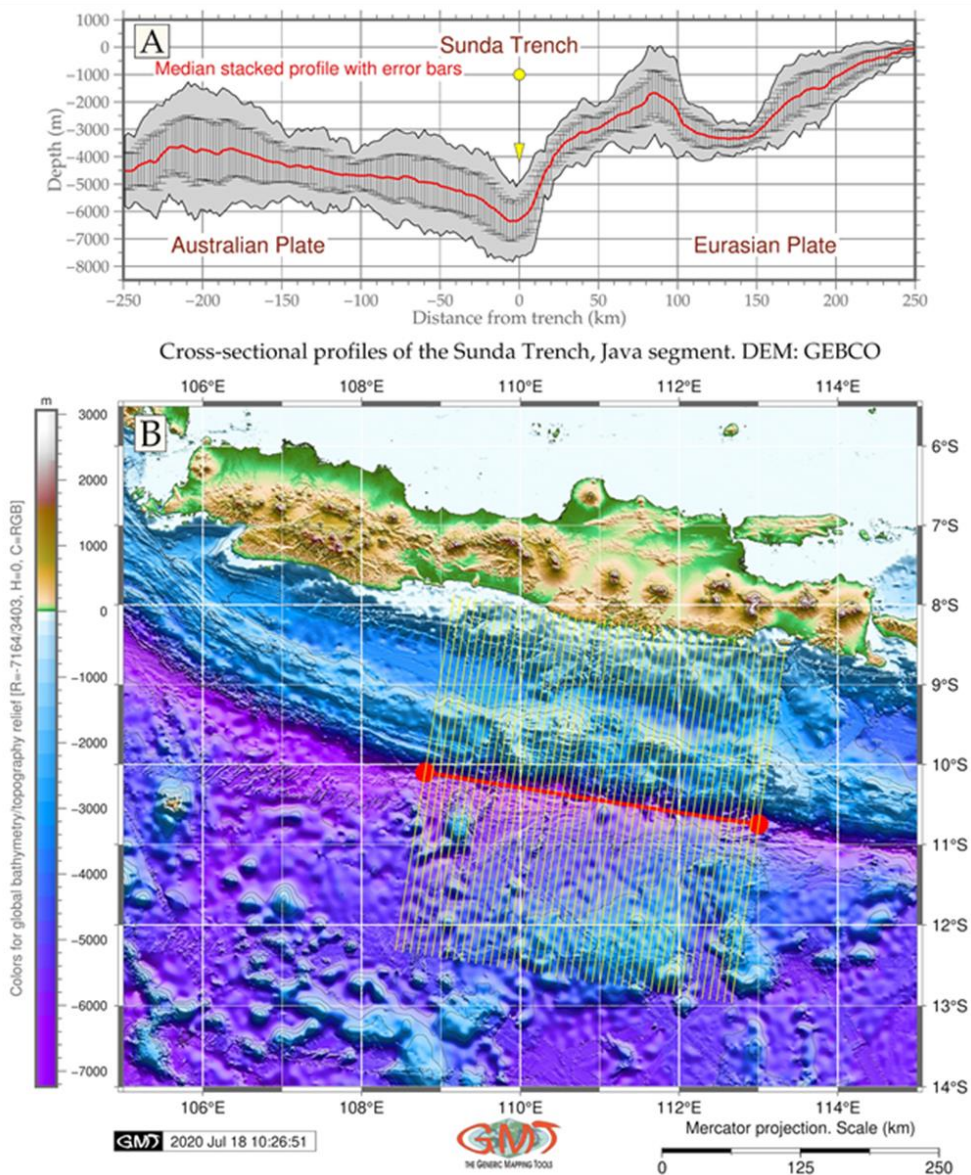 A
Sunda Trench
Median stacked profile with error bars
1000
0
−1000
−2000
−3000
−4000
−5000
−6000
−7000
−8000
Depth (m)
Australian Plate
Eurasian Plate
−250 −200 −150 −100 −50 0 50 100 150 200 250
Distance from trench (km)
Cross-sectional profiles of the Sunda Trench, Java segment. DEM: GEBCO
106°E 108°E 110°E 112°E 114°E
m
B
3000
2000
1000
0
−1000
−2000
−3000
−4000
−5000
−6000
−7000
Colors for global bathymetry/topography relief [R=-7164/3403, H=0, C=RGB]
6°S
7°S
8°S
9°S
10°S
11°S
12°S
13°S
14°S
106°E 108°E 110°E 112°E 114°E
GMT 2020 Jul 18 10:26:51
GMT
THE GENERIC MAPPING TOOLS
Mercator projection. Scale (km)
0 125 250